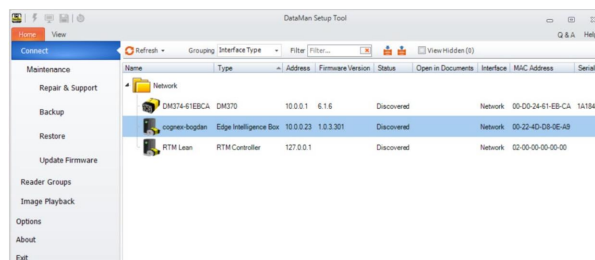 DataMan Setup Tool
Home View Q & A Help
Connect
Refresh Grouping Interface Type Filter Filter... View Hidden (0)
Maintenance
Repair & Support
Backup
Restore
Update Firmware
Reader Groups
Image Playback
Options
About
Exit
Name Type Address Firmware Version Status Open in Documents Interface MAC Address Serial
Network
DM374-61EBCA DM370 10.0.0.1 6.1.6 Discovered Network 00-D0-24-61-EB-CA 1A184
cognex-bogdan Edge Intelligence Box 10.0.0.23 1.0.3.301 Discovered Network 00-22-4D-D8-0E-A9
RTM Lean RTM Controller 127.0.0.1 Discovered Network 02-00-00-00-00-00